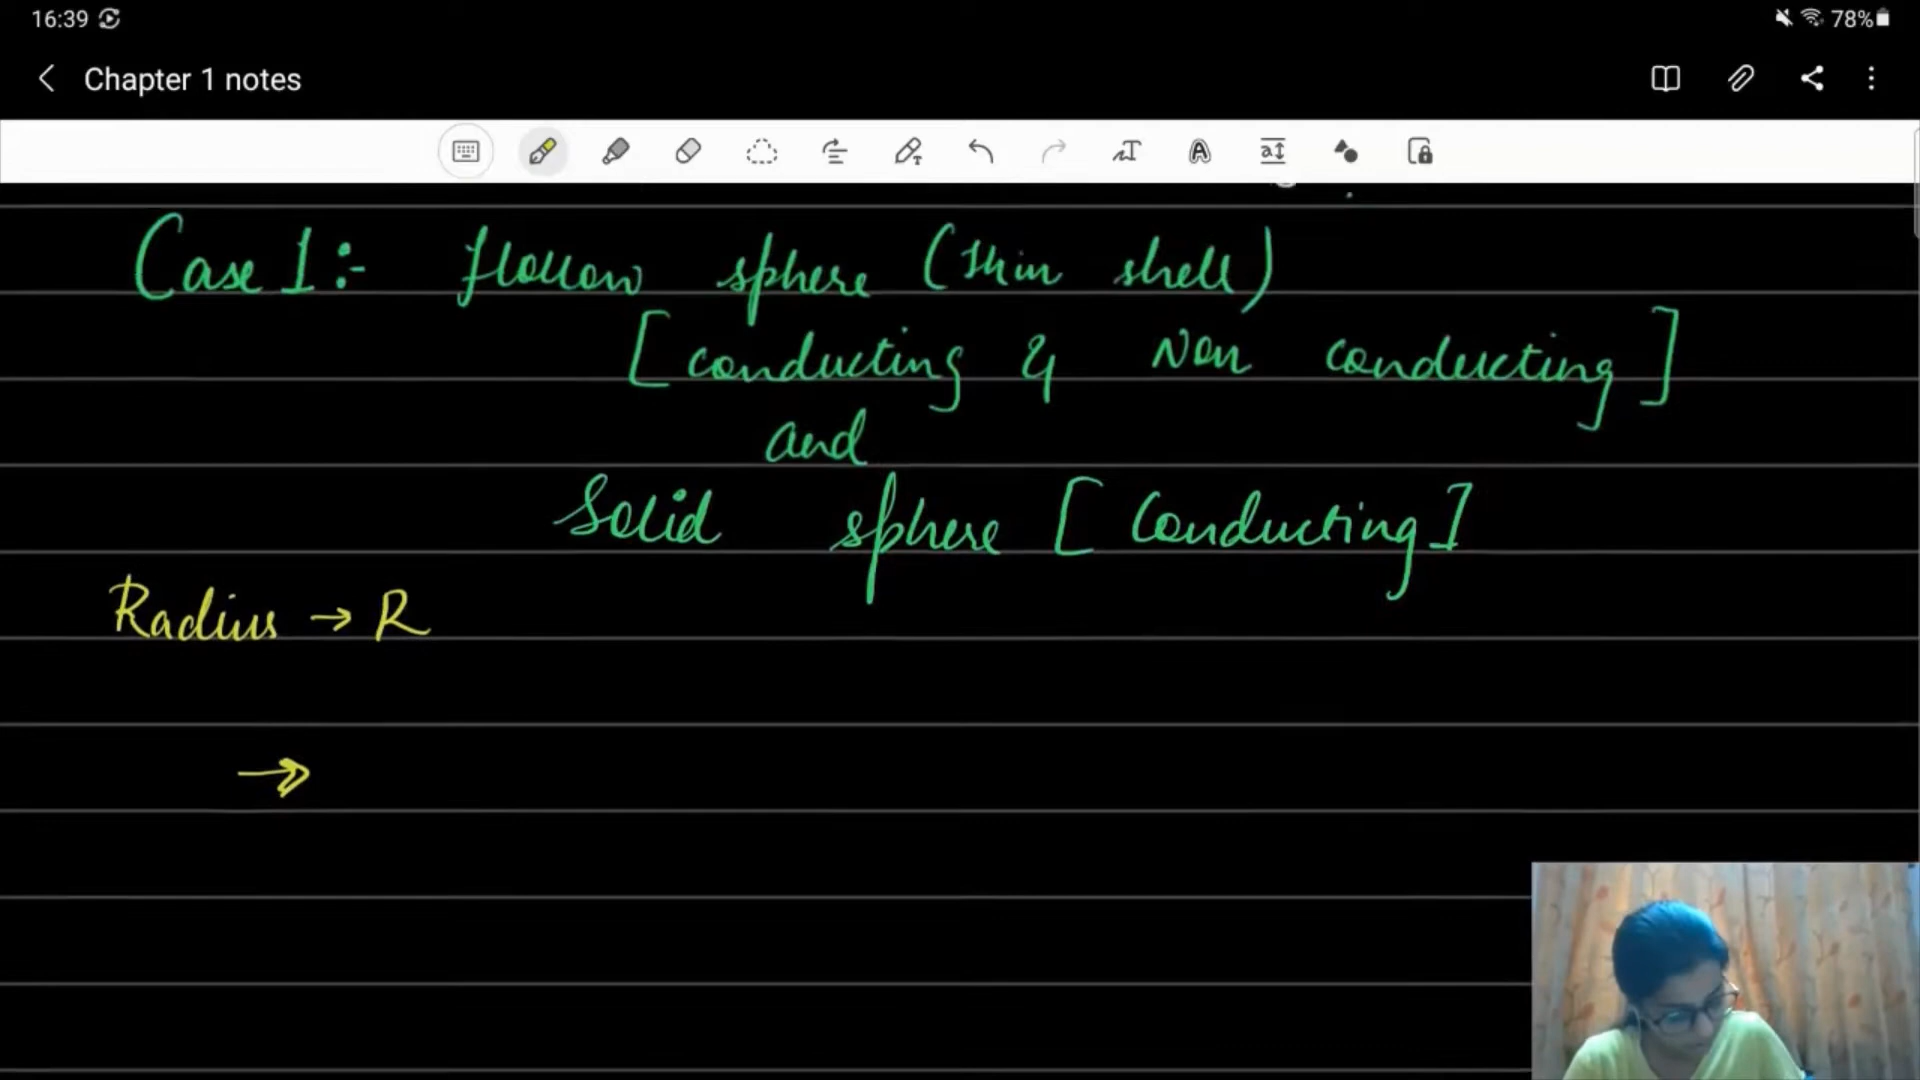 16:39
78%
Chapter 1 notes
Case 1:- Hollow sphere (thin shell)
[conducting & Non conducting]
and
Solid sphere [Conducting]
Radius → R